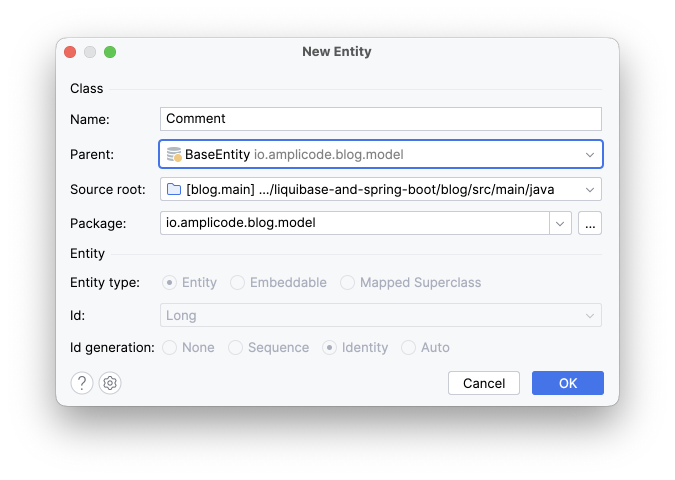 New Entity
Class
Name: Comment
Parent: BaseEntity io.amplicode.blog.model
Source root: [blog.main] .../liquibase-and-spring-boot/blog/src/main/java
Package: io.amplicode.blog.model ...
Entity
Entity type: Entity Embeddable Mapped Superclass
Id: Long
Id generation: None Sequence Identity Auto
? Cancel OK